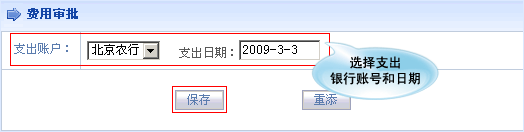 费用审批
支出账户： 北京农行 支出日期： 2009-3-3
选择支出
银行账号和日期
保存 重添